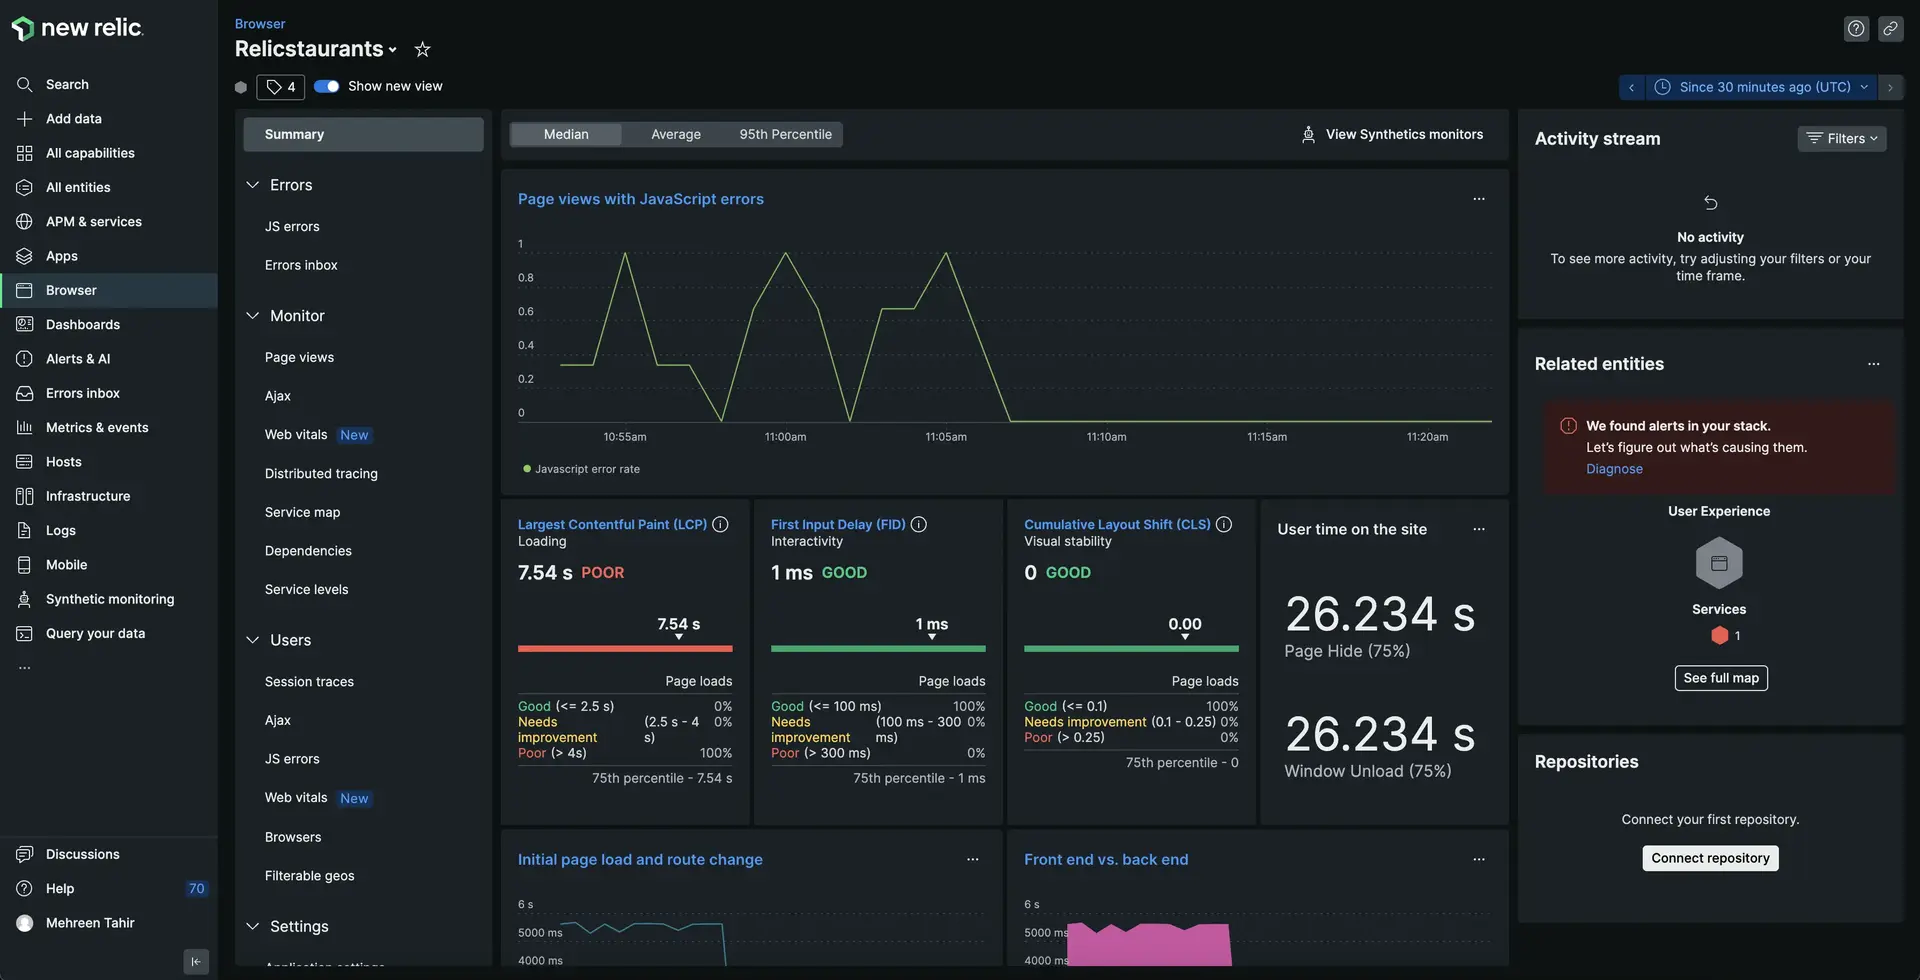 new relic.
Search
Add data
All capabilities
All entities
APM & services
Apps
Browser
Dashboards
Alerts & AI
Errors inbox
Metrics & events
Hosts
Infrastructure
Logs
Mobile
Synthetic monitoring
Query your data
...
Discussions
Help 70
Mehreen Tahir
Browser
Relicstaurants
4 Show new view
Since 30 minutes ago (UTC)
Summary
Errors
JS errors
Errors inbox
Monitor
Page views
Ajax
Web vitals New
Distributed tracing
Service map
Dependencies
Service levels
Users
Session traces
Ajax
JS errors
Web vitals New
Browsers
Filterable geos
Settings
Application settings
Median Average 95th Percentile
View Synthetics monitors
Page views with JavaScript errors
...
1
0.8
0.6
0.4
0.2
0
10:55am 11:00am 11:05am 11:10am 11:15am 11:20am
Javascript error rate
Largest Contentful Paint (LCP)
Loading
7.54 s POOR
7.54 s
Page loads
Good (<= 2.5 s) 0%
Needs improvement (2.5 s - 4 s) 0%
Poor (> 4s) 100%
75th percentile - 7.54 s
First Input Delay (FID)
Interactivity
1 ms GOOD
1 ms
Page loads
Good (<= 100 ms) 100%
Needs improvement (100 ms - 300 ms) 0%
Poor (> 300 ms) 0%
75th percentile - 1 ms
Cumulative Layout Shift (CLS)
Visual stability
0 GOOD
0.00
Page loads
Good (<= 0.1) 100%
Needs improvement (0.1 - 0.25) 0%
Poor (> 0.25) 0%
75th percentile - 0
User time on the site
...
26.234 s
Page Hide (75%)
26.234 s
Window Unload (75%)
Initial page load and route change
...
6 s
5000 ms
4000 ms
Front end vs. back end
...
6 s
5000 ms
4000 ms
Activity stream
Filters
No activity
To see more activity, try adjusting your filters or your
time frame.
Related entities
...
We found alerts in your stack.
Let's figure out what's causing them.
Diagnose
User Experience
Services
1
See full map
Repositories
Connect your first repository.
Connect repository